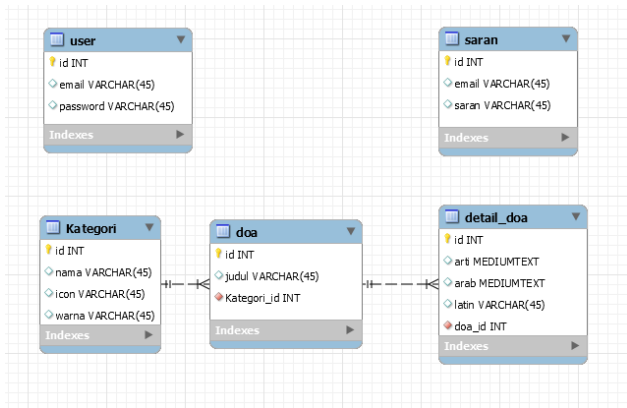 user
id INT
email VARCHAR(45)
password VARCHAR(45)
Indexes
saran
id INT
email VARCHAR(45)
saran VARCHAR(45)
Indexes
Kategori
id INT
nama VARCHAR(45)
icon VARCHAR(45)
warna VARCHAR(45)
Indexes
doa
id INT
judul VARCHAR(45)
Kategori_id INT
Indexes
detail_doa
id INT
arti MEDIUMTEXT
arab MEDIUMTEXT
latin VARCHAR(45)
doa_id INT
Indexes